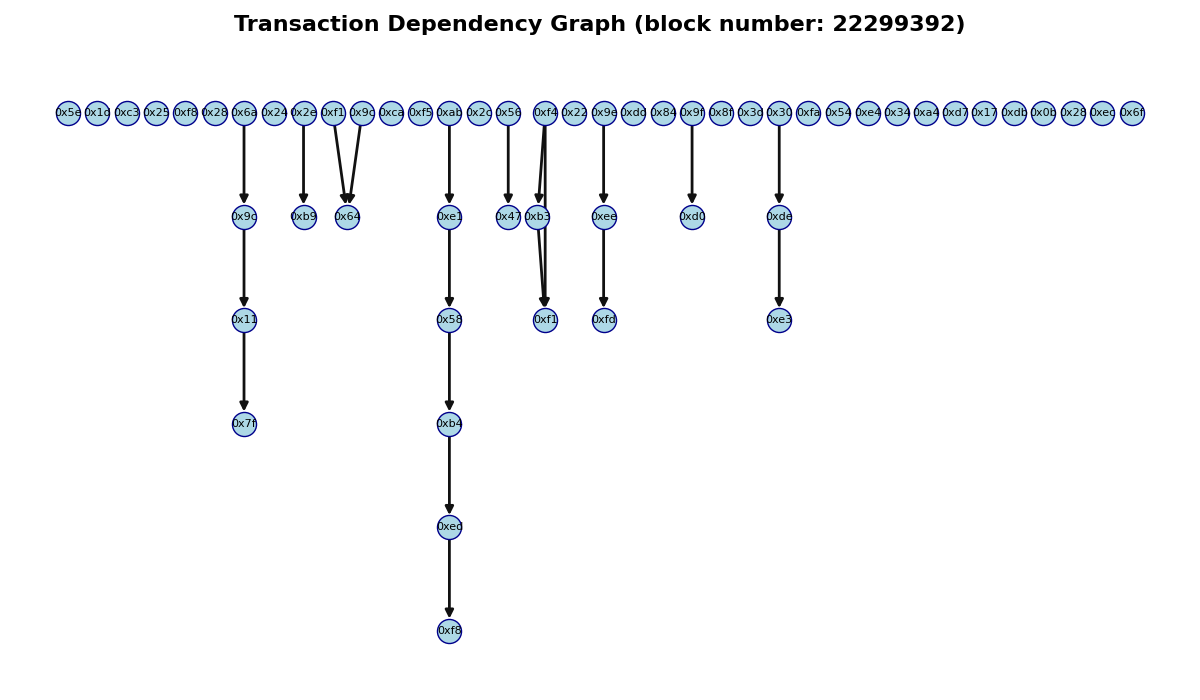 Transaction Dependency Graph (block number: 22299392)
0x5e 0x1d 0xc3 0x25 0xf8 0x28 0x6a 0x24 0x2e 0xf1 0x9c 0xca 0xf5 0xab 0x2c 0x56 0xf4 0x22 0x9e 0xdd 0x84 0x9f 0x8f 0x3d 0x30 0xfa 0x54 0xe4 0x34 0xa4 0xd7 0x17 0xdb 0x0b 0x28 0xec 0x6f
0x9c 0xb9 0x64 0xe1 0x47 0xb3 0xee 0xd0 0xde
0x11 0x58 0xf1 0xfd 0xe3
0x7f 0xb4
0xed
0xf8